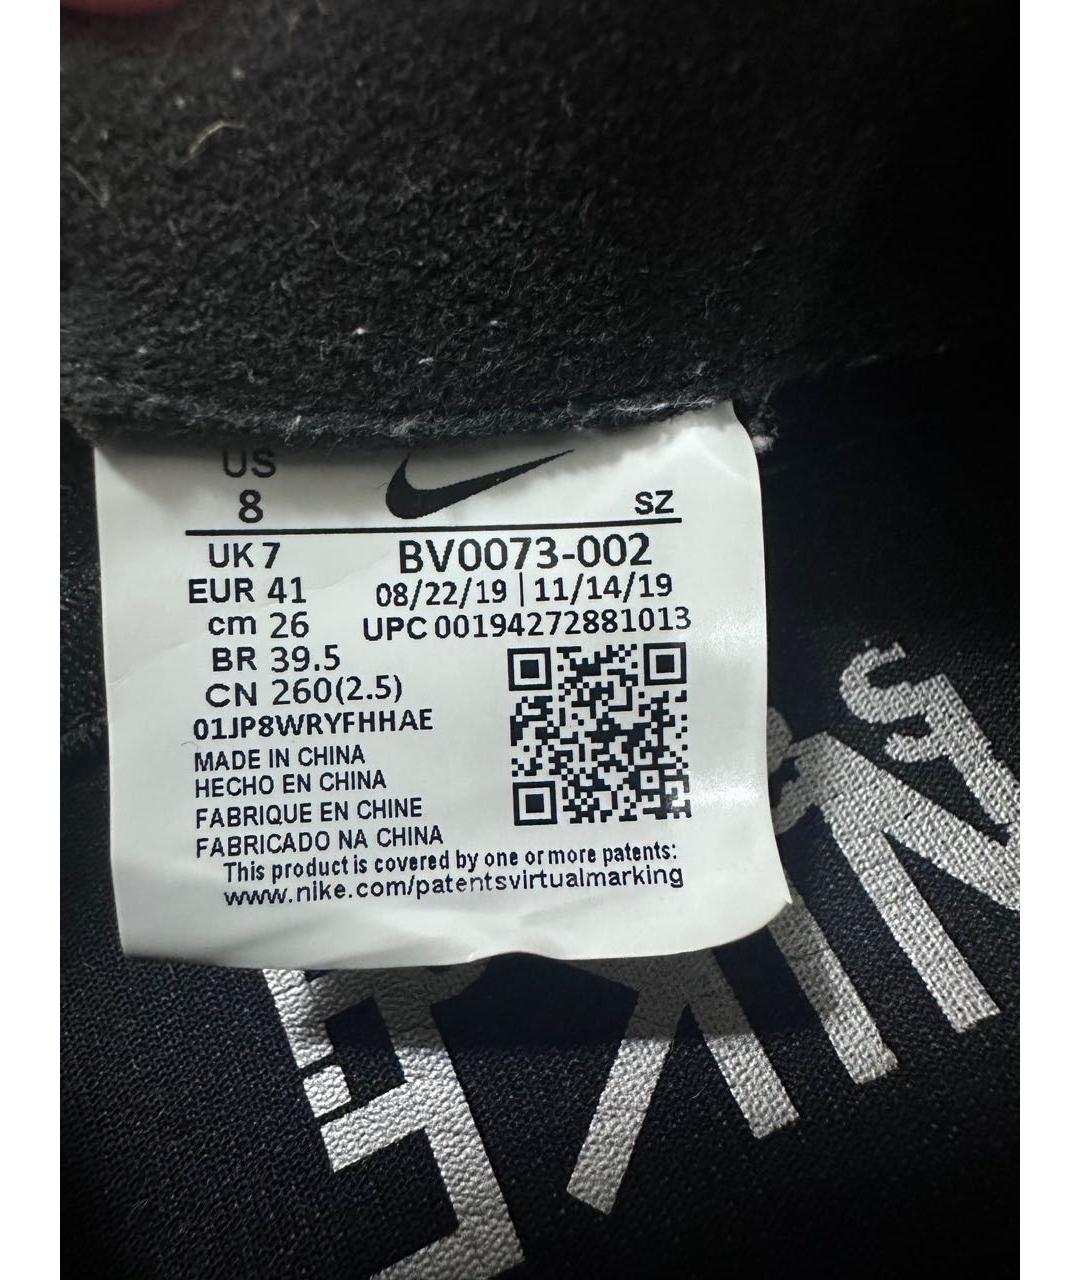 US
8
SZ
UK 7
BV0073-002
EUR 41
08/22/19 | 11/14/19
cm 26
UPC 00194272881013
BR 39.5
CN 260(2.5)
01JP8WRYFHHAE
MADE IN CHINA
HECHO EN CHINA
FABRIQUE EN CHINE
FABRICADO NA CHINA
This product is covered by one or more patents:
www.nike.com/patentsvirtualmarking